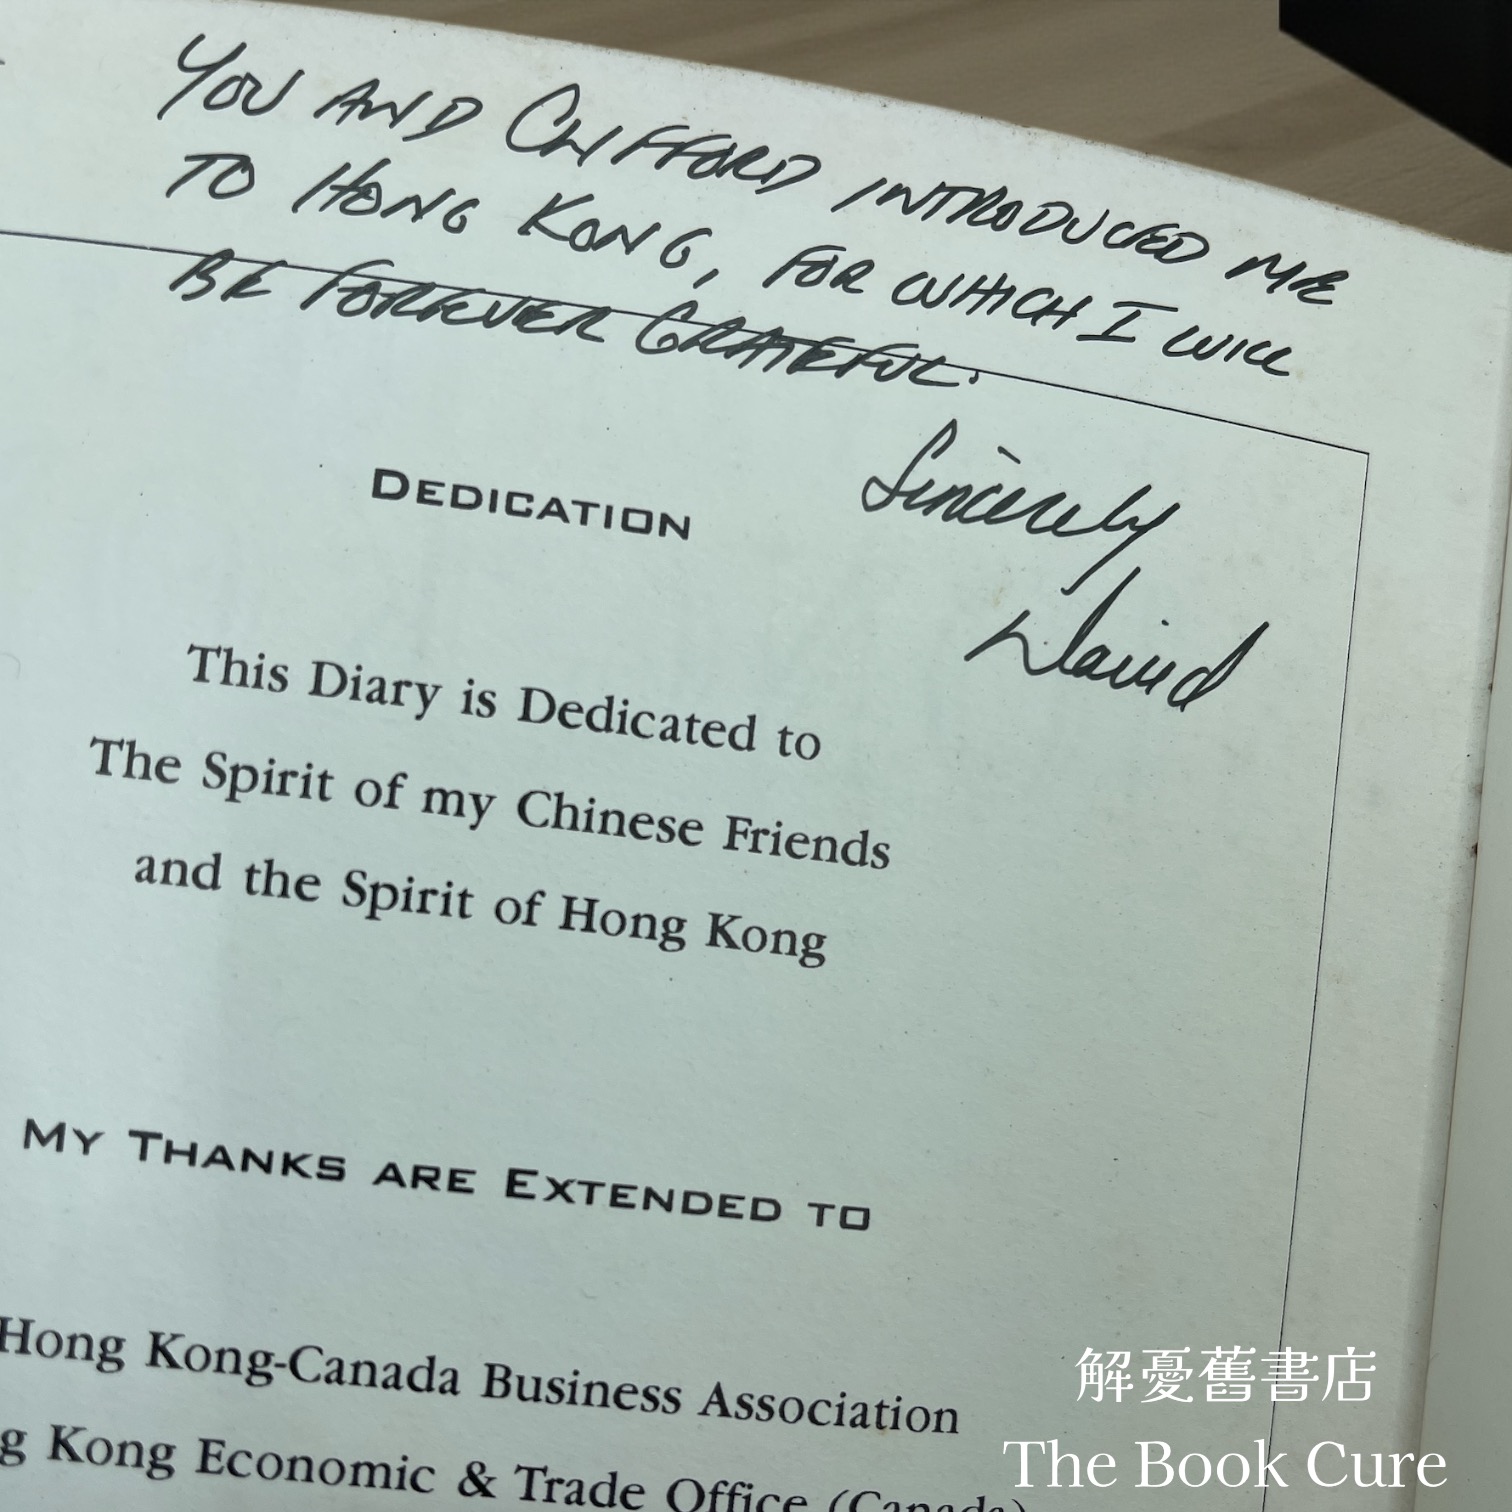 YOU AND CLIFFORD INTRODUCED ME
TO HONG KONG, FOR WHICH I WILL
BE FOREVER GRATEFUL.
Sincerely
David
DEDICATION
This Diary is Dedicated to
The Spirit of my Chinese Friends
and the Spirit of Hong Kong
MY THANKS ARE EXTENDED TO
Hong Kong-Canada Business Association
g Kong Economic & Trade Office (Canada)
解憂舊書店
The Book Cure